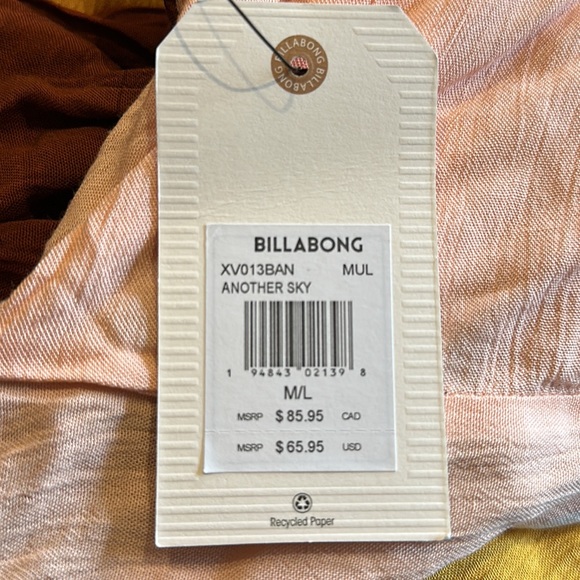 BILLABONG BILLABONG
BILLABONG
XV013BAN MUL
ANOTHER SKY
1 94843 02139 8
M/L
MSRP $85.95 CAD
MSRP $65.95 USD
Recycled Paper